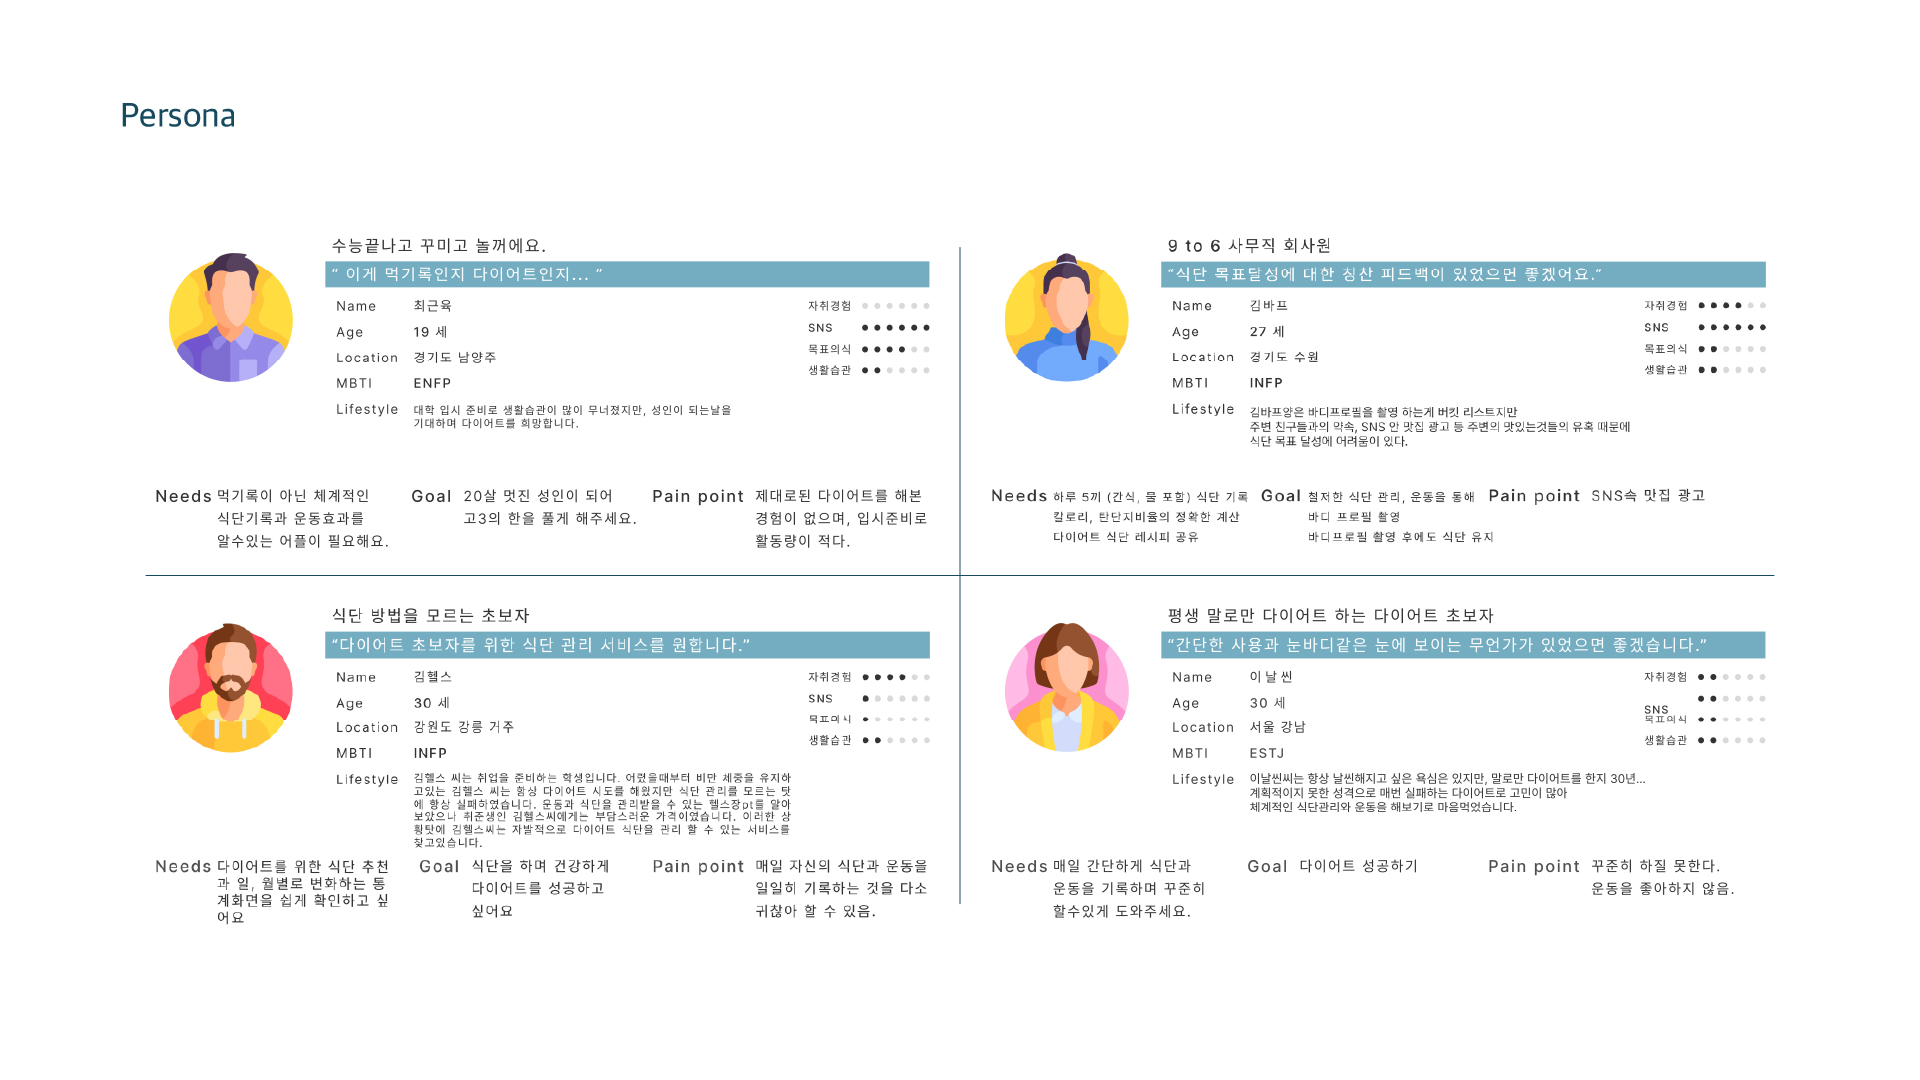 Persona
수능끝나고 꾸미고 놀꺼에요.
“ 이게 먹기록인지 다이어트인지... ”
Name 최근육
Age 19 세
Location 경기도 남양주
MBTI ENFP
Lifestyle 대학 입시 준비로 생활습관이 많이 무너졌지만, 성인이 되는날을
기대하며 다이어트를 희망합니다.
자취경험
SNS
목표의식
생활습관
Needs 먹기록이 아닌 체계적인
식단기록과 운동효과를
알수있는 어플이 필요해요.
Goal 20살 멋진 성인이 되어
고3의 한을 풀게 해주세요.
Pain point 제대로된 다이어트를 해본
경험이 없으며, 입시준비로
활동량이 적다.
9 to 6 사무직 회사원
“식단 목표달성에 대한 칭산 피드백이 있었으면 좋겠어요.”
Name 김바프
Age 27 세
Location 경기도 수원
MBTI INFP
Lifestyle 김바프양은 바디프로필을 촬영 하는게 버킷 리스트지만
주변 친구들과의 약속, SNS 안 맛집 광고 등 주변의 맛있는것들의 유혹 때문에
식단 목표 달성에 어려움이 있다.
자취경험
SNS
목표의식
생활습관
Needs 하루 5끼 (간식, 물 포함) 식단 기록
칼로리, 탄단지비율의 정확한 계산
다이어트 식단 레시피 공유
Goal 철저한 식단 관리, 운동을 통해
바디 프로필 촬영
바디프로필 촬영 후에도 식단 유지
Pain point SNS속 맛집 광고
식단 방법을 모르는 초보자
“다이어트 초보자를 위한 식단 관리 서비스를 원합니다.”
Name 김헬스
Age 30 세
Location 강원도 강릉 거주
MBTI INFP
Lifestyle 김헬스 씨는 취업을 준비하는 학생입니다. 어렸을때부터 비만 체중을 유지하
고있는 김헬스 씨는 항상 다이어트 시도를 해왔지만 식단 관리를 모르는 탓
에 항상 실패하였습니다. 운동과 식단을 관리받을 수 있는 헬스장pt를 알아
보았으나 취준생인 김헬스씨에게는 부담스러운 가격이였습니다. 이러한 상
황탓에 김헬스씨는 자발적으로 다이어트 식단을 관리 할 수 있는 서비스를
찾고있습니다.
자취경험
SNS
목표의식
생활습관
Needs 다이어트를 위한 식단 추천
과 일, 월별로 변화하는 통
계화면을 쉽게 확인하고 싶
어요
Goal 식단을 하며 건강하게
다이어트를 성공하고
싶어요
Pain point 매일 자신의 식단과 운동을
일일히 기록하는 것을 다소
귀찮아 할 수 있음.
평생 말로만 다이어트 하는 다이어트 초보자
“간단한 사용과 눈바디같은 눈에 보이는 무언가가 있었으면 좋겠습니다.”
Name 이날씬
Age 30 세
Location 서울 강남
MBTI ESTJ
Lifestyle 이날씬씨는 항상 날씬해지고 싶은 욕심은 있지만, 말로만 다이어트를 한지 30년...
계획적이지 못한 성격으로 매번 실패하는 다이어트로 고민이 많아
체계적인 식단관리와 운동을 해보기로 마음먹었습니다.
자취경험
SNS
목표의식
생활습관
Needs 매일 간단하게 식단과
운동을 기록하며 꾸준히
할수있게 도와주세요.
Goal 다이어트 성공하기
Pain point 꾸준히 하질 못한다.
운동을 좋아하지 않음.